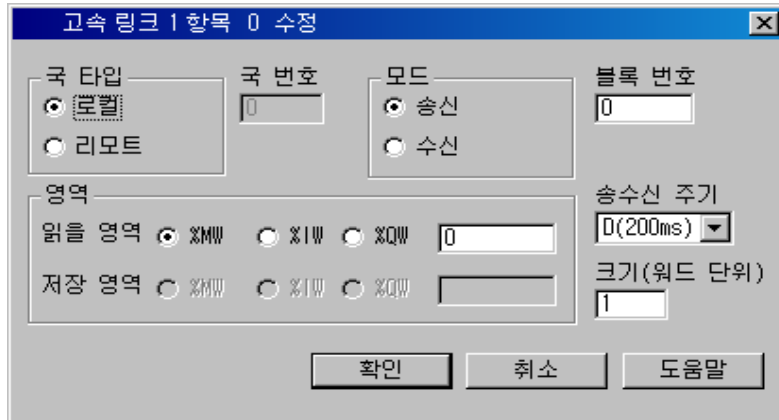 고속 링크 1 항목 0 수정
국 타입
로컬
리모트
국 번호
0
모드
송신
수신
블록 번호
0
영역
읽을 영역 %MW %IW %QW 0
저장 영역 %MW %IW %QW
송수신 주기
D(200ms)
크기(워드 단위)
1
확인 취소 도움말